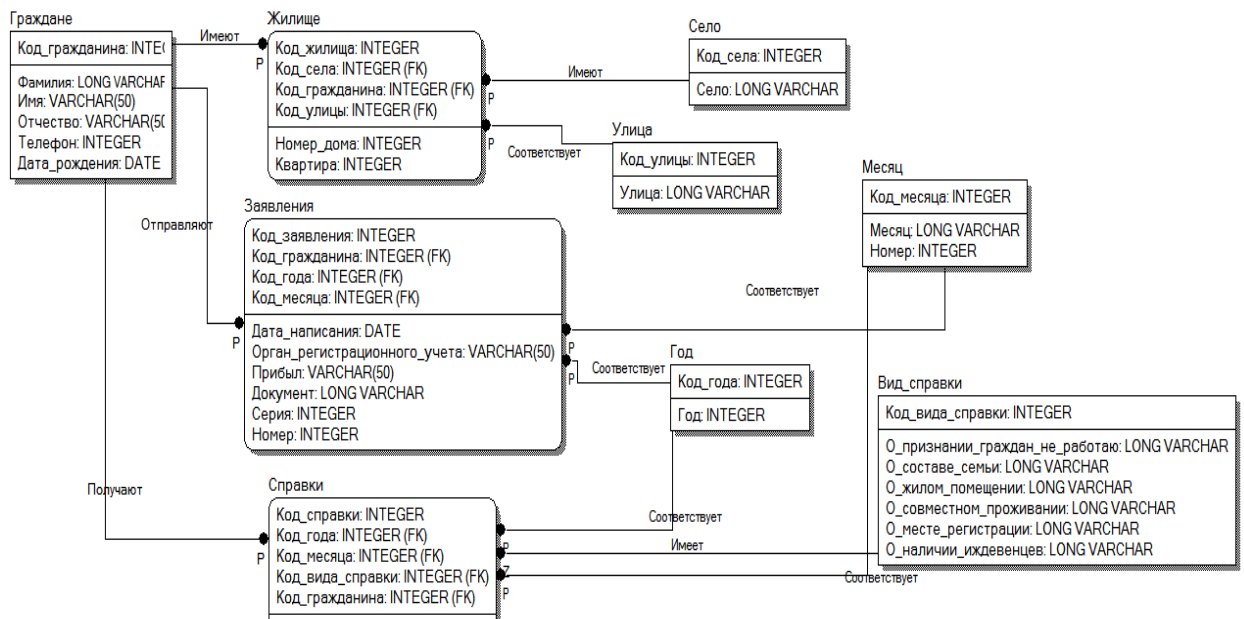 Граждане
Код_гражданина: INTE(
Фамилия: LONG VARCHAR
Имя: VARCHAR(50)
Отчество: VARCHAR(50
Телефон: INTEGER
Дата_рождения: DATE
Имеют
P
Жилище
Код_жилища: INTEGER
Код_села: INTEGER (FK)
Код_гражданина: INTEGER (FK)
Код_улицы: INTEGER (FK)
Номер_дома: INTEGER
Квартира: INTEGER
P
Имеют
P
Соответствует
Село
Код_села: INTEGER
Село: LONG VARCHAR
Улица
Код_улицы: INTEGER
Улица: LONG VARCHAR
Месяц
Код_месяца: INTEGER
Месяц: LONG VARCHAR
Номер: INTEGER
Отправляют
P
Заявления
Код_заявления: INTEGER
Код_гражданина: INTEGER (FK)
Код_года: INTEGER (FK)
Код_месяца: INTEGER (FK)
Дата_написания: DATE
Орган_регистрационного_учета: VARCHAR(50)
Прибыл: VARCHAR(50)
Документ: LONG VARCHAR
Серия: INTEGER
Номер: INTEGER
Соответствует
P
Соответствует
P
Год
Код_года: INTEGER
Год: INTEGER
Вид_справки
Код_вида_справки: INTEGER
О_признании_граждан_не_работаю: LONG VARCHAR
О_составе_семьи: LONG VARCHAR
О_жилом_помещении: LONG VARCHAR
О_совместном_проживании: LONG VARCHAR
О_месте_регистрации: LONG VARCHAR
О_наличии_иждевенцев: LONG VARCHAR
Получают
P
Справки
Код_справки: INTEGER
Код_года: INTEGER (FK)
Код_месяца: INTEGER (FK)
Код_вида_справки: INTEGER (FK)
Код_гражданина: INTEGER (FK)
Соответствует
P
Имеет
Z
Соответствует
P